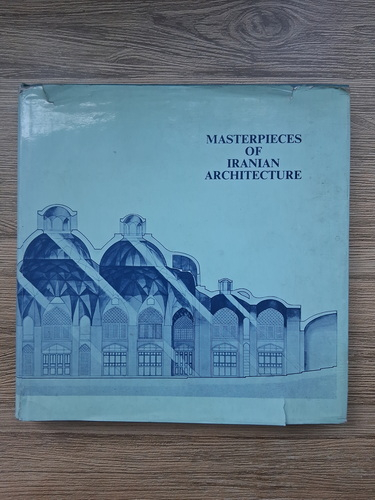 MASTERPIECES
OF
IRANIAN
ARCHITECTURE